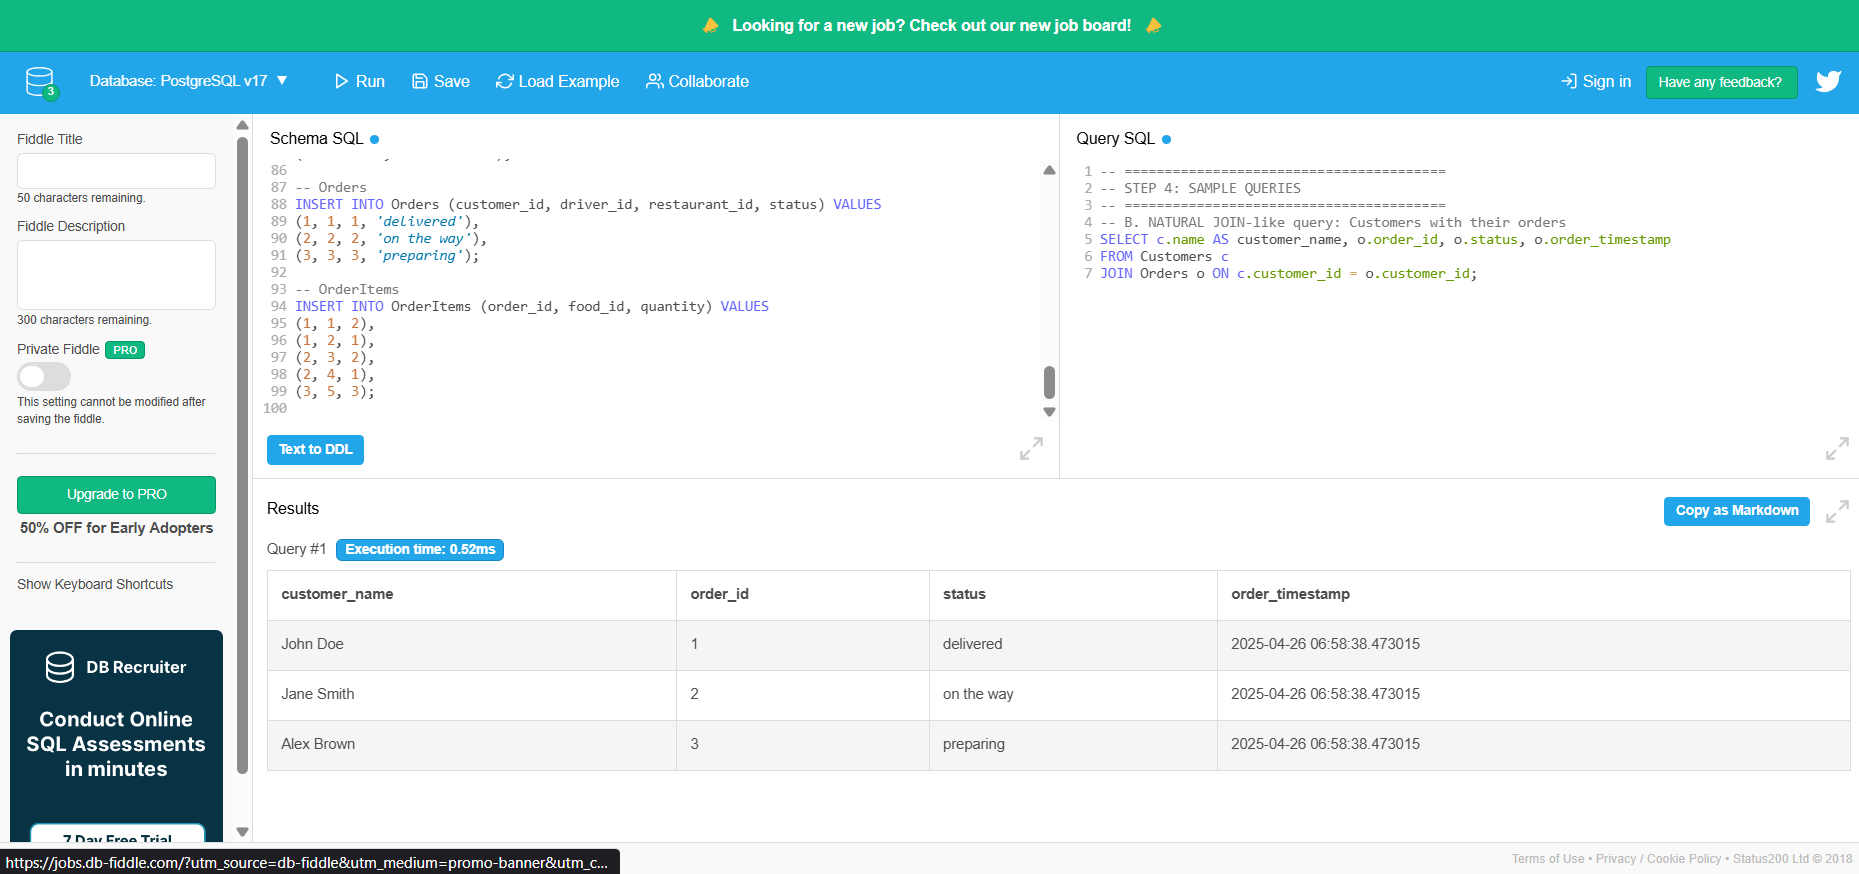 Looking for a new job? Check out our new job board!
3
Database: PostgreSQL v17 ▼
Run
Save
Load Example
Collaborate
Sign in
Have any feedback?
Fiddle Title
50 characters remaining.
Fiddle Description
300 characters remaining.
Private Fiddle PRO
This setting cannot be modified after
saving the fiddle.
Upgrade to PRO
50% OFF for Early Adopters
Show Keyboard Shortcuts
DB Recruiter
Conduct Online
SQL Assessments
in minutes
7 Day Free Trial
Schema SQL
86
87 -- Orders
88 INSERT INTO Orders (customer_id, driver_id, restaurant_id, status) VALUES
89 (1, 1, 1, 'delivered'),
90 (2, 2, 2, 'on the way'),
91 (3, 3, 3, 'preparing');
92
93 -- OrderItems
94 INSERT INTO OrderItems (order_id, food_id, quantity) VALUES
95 (1, 1, 2),
96 (1, 2, 1),
97 (2, 3, 2),
98 (2, 4, 1),
99 (3, 5, 3);
100
Text to DDL
Query SQL
1 -- ========================================
2 -- STEP 4: SAMPLE QUERIES
3 -- ========================================
4 -- B. NATURAL JOIN-like query: Customers with their orders
5 SELECT c.name AS customer_name, o.order_id, o.status, o.order_timestamp
6 FROM Customers c
7 JOIN Orders o ON c.customer_id = o.customer_id;
Results
Copy as Markdown
Query #1 Execution time: 0.52ms
customer_name order_id status order_timestamp
John Doe 1 delivered 2025-04-26 06:58:38.473015
Jane Smith 2 on the way 2025-04-26 06:58:38.473015
Alex Brown 3 preparing 2025-04-26 06:58:38.473015
https://jobs.db-fiddle.com/?utm_source=db-fiddle&utm_medium=promo-banner&utm_c...
Terms of Use • Privacy / Cookie Policy • Status200 Ltd © 2018